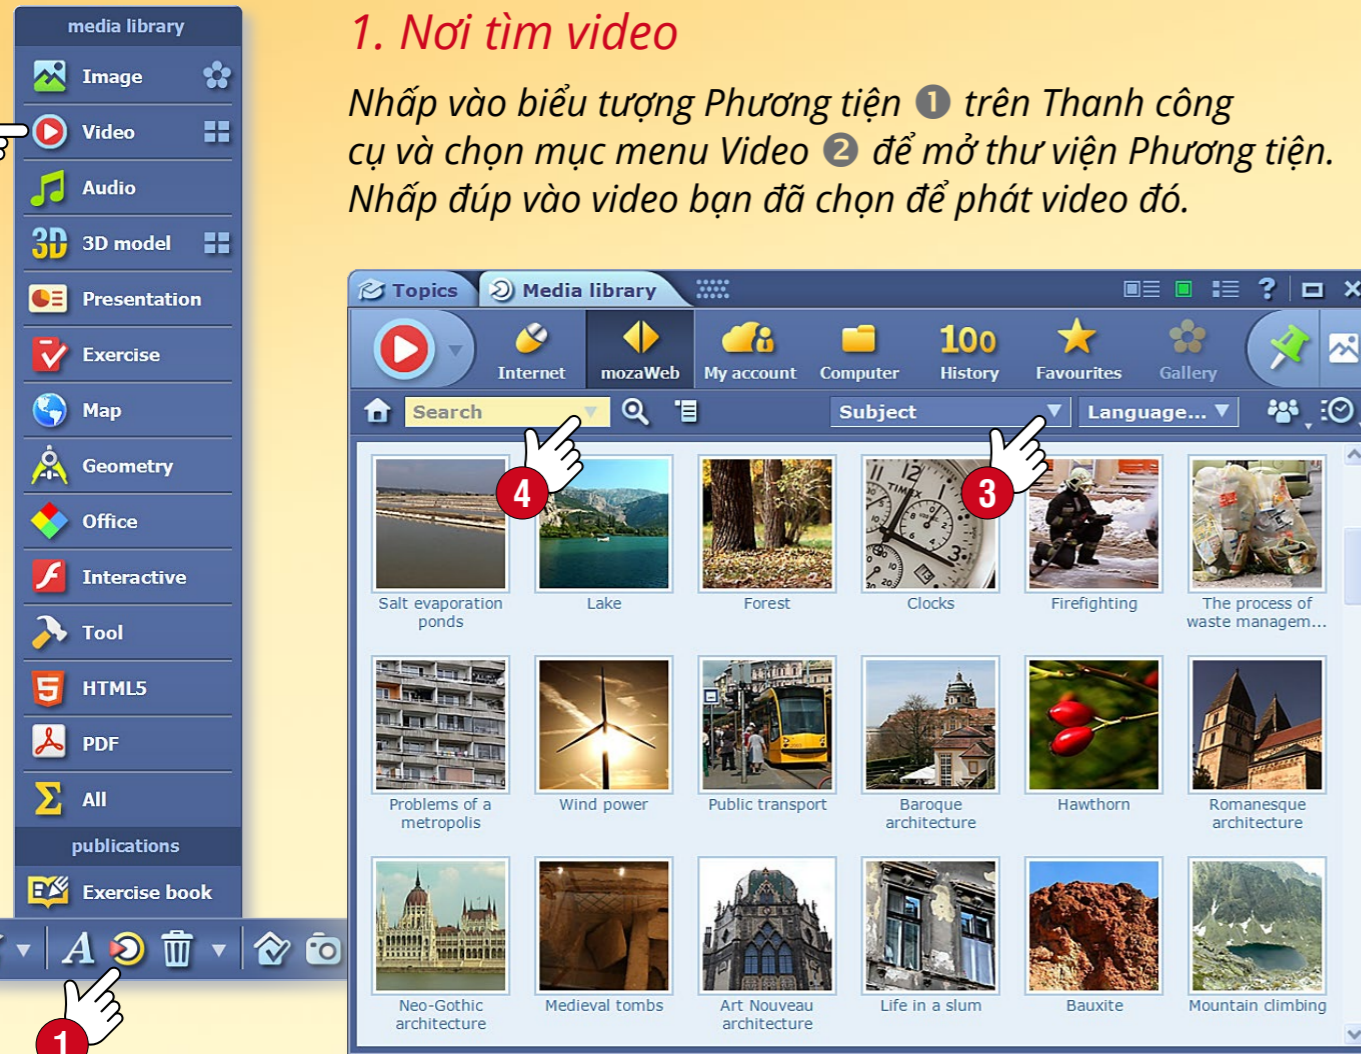 media library
Image
Video
Audio
3D 3D model
Presentation
Exercise
Map
Geometry
Office
Interactive
Tool
5 HTML5
PDF
Σ All
publications
Exercise book
A
1
1. Nơi tìm video
Nhấp vào biểu tượng Phương tiện ❶ trên Thanh công
cụ và chọn mục menu Video ❷ để mở thư viện Phương tiện.
Nhấp đúp vào video bạn đã chọn để phát video đó.
Topics Media library ?
Internet mozaWeb My account Computer 100 History Favourites Gallery
Search Subject Language...
4 3
Salt evaporation ponds
Lake
Forest
Clocks
Firefighting
The process of waste managem...
Problems of a metropolis
Wind power
Public transport
Baroque architecture
Hawthorn
Romanesque architecture
Neo-Gothic architecture
Medieval tombs
Art Nouveau architecture
Life in a slum
Bauxite
Mountain climbing